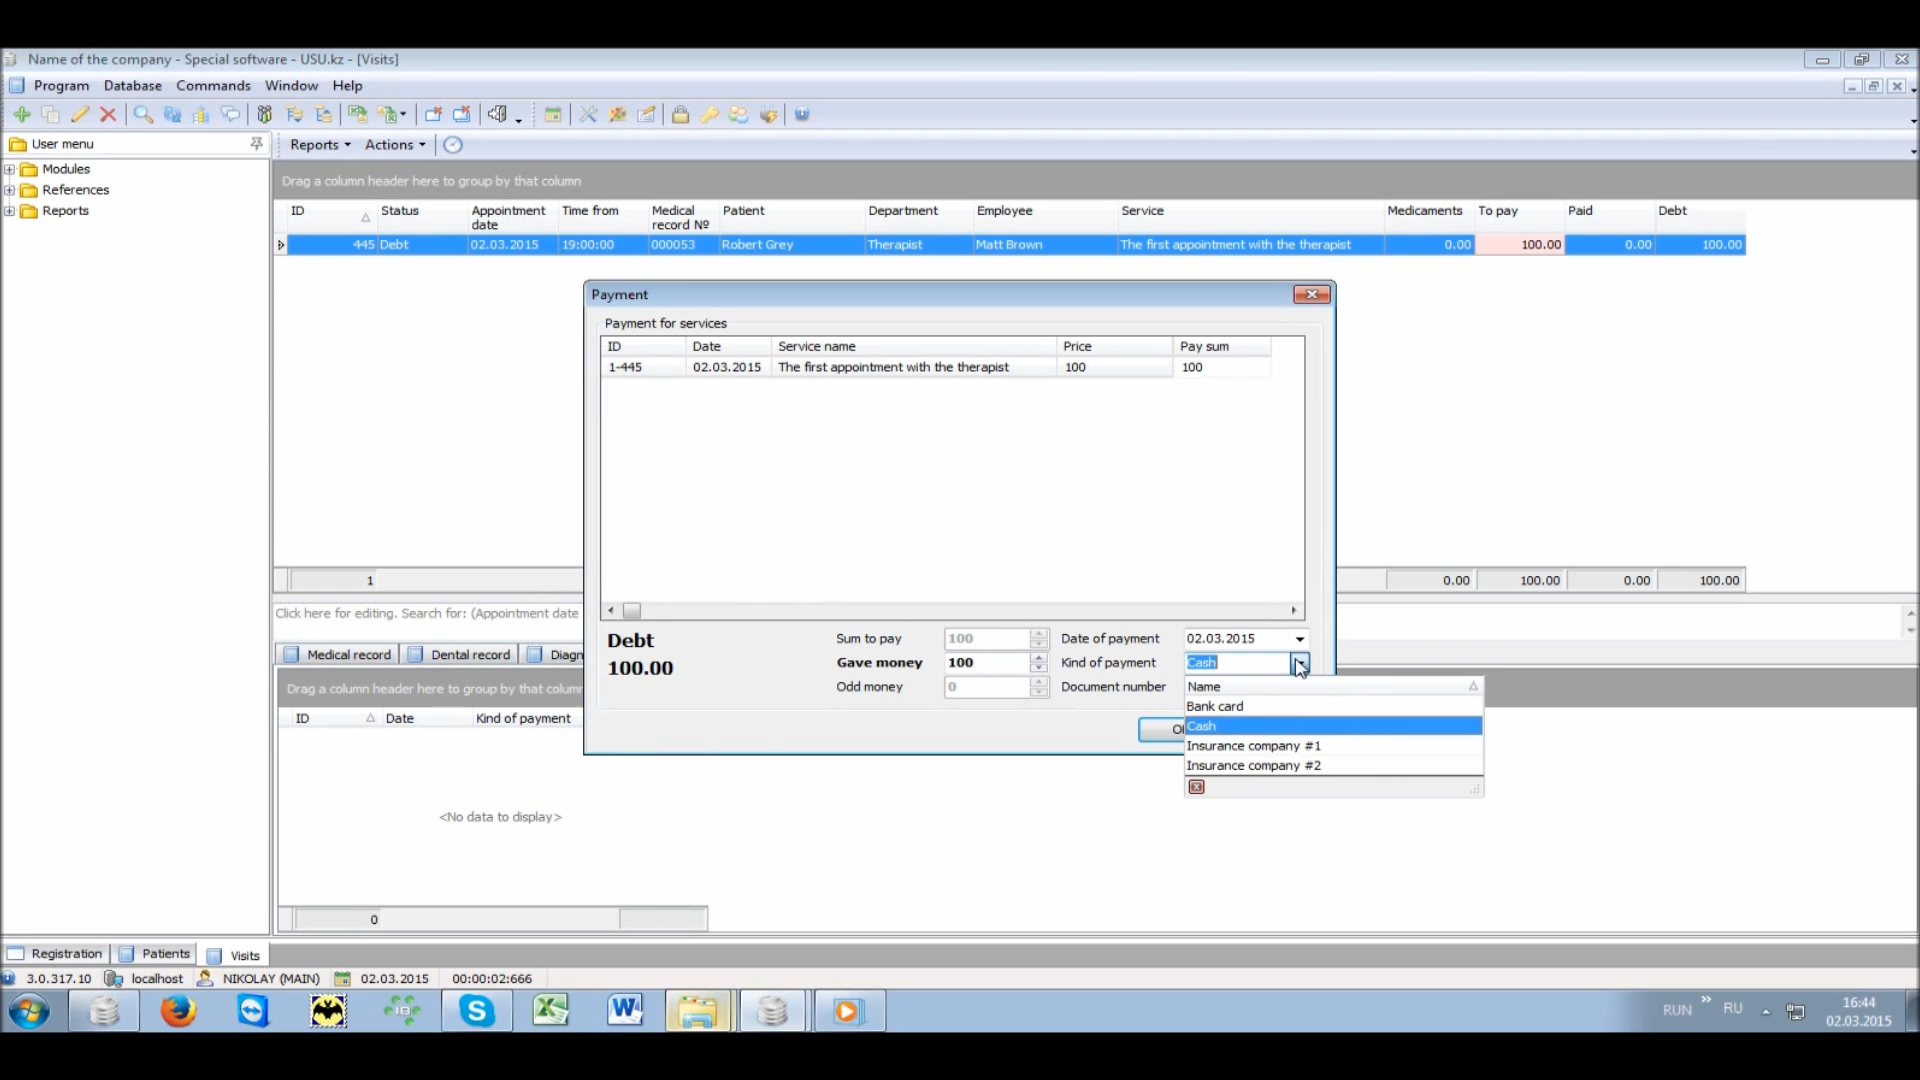 Name of the company - Special software - USU.kz - [Visits]
Program Database Commands Window Help
User menu
Reports Actions
Modules
References
Reports
Drag a column header here to group by that column
ID Status Appointment date Time from Medical record Nº Patient Department Employee Service Medicaments To pay Paid Debt
445 Debt 02.03.2015 19:00:00 000053 Robert Grey Therapist Matt Brown The first appointment with the therapist 0.00 100.00 0.00 100.00
Payment
Payment for services
ID Date Service name Price Pay sum
1-445 02.03.2015 The first appointment with the therapist 100 100
1 0.00 100.00 0.00 100.00
Click here for editing. Search for: (Appointment date
Debt
100.00
Sum to pay 100 Date of payment 02.03.2015
Gave money 100 Kind of payment Cash
Odd money 0 Document number
Name
Bank card
Cash
Insurance company #1
Insurance company #2
Medical record Dental record Diagn
Drag a column header here to group by that column
ID Date Kind of payment
<No data to display>
0
Registration Patients Visits
3.0.317.10 localhost NIKOLAY (MAIN) 02.03.2015 00:00:02:666
RUN RU 16:44
02.03.2015